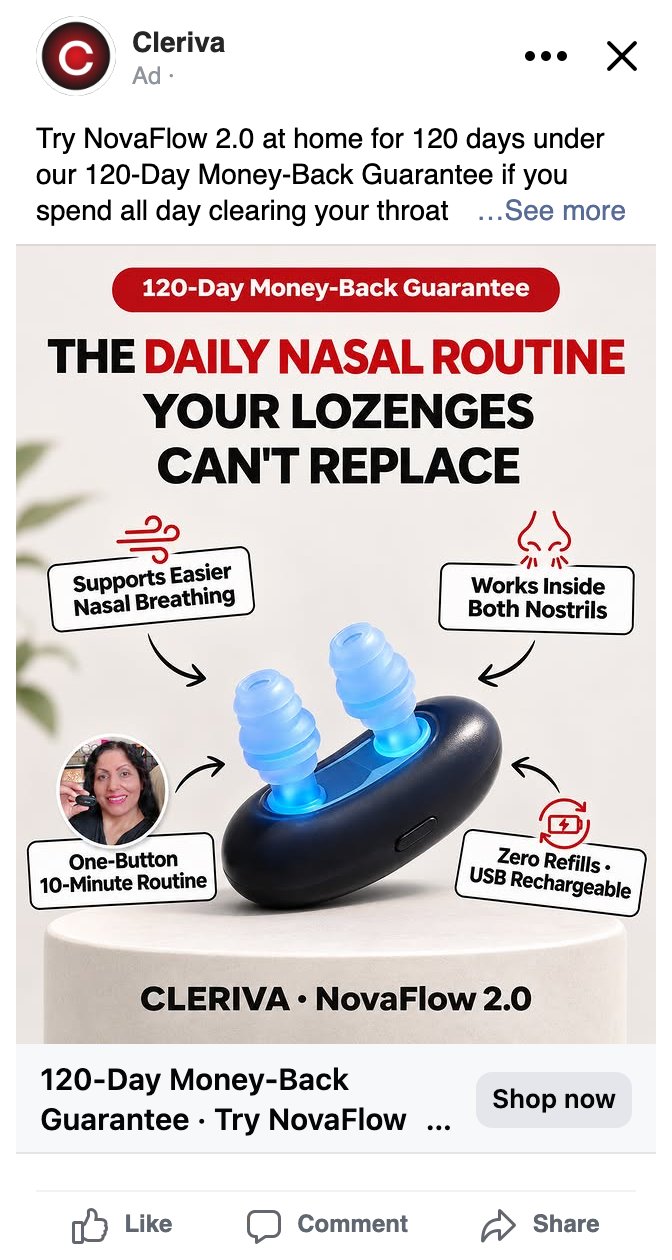 Cleriva
Ad ·
Try NovaFlow 2.0 at home for 120 days under
our 120-Day Money-Back Guarantee if you
spend all day clearing your throat ...See more
120-Day Money-Back Guarantee
THE DAILY NASAL ROUTINE
YOUR LOZENGES
CAN'T REPLACE
Supports Easier
Nasal Breathing
Works Inside
Both Nostrils
One-Button
10-Minute Routine
Zero Refills •
USB Rechargeable
CLERIVA • NovaFlow 2.0
120-Day Money-Back
Guarantee · Try NovaFlow ...
Shop now
Like
Comment
Share